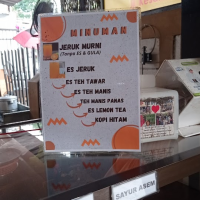 MINUMAN
JERUK MURNI
(Tanpa ES & GULA)
ES JERUK
ES TEH TAWAR
ES TEH MANIS
TEH MANIS PANAS
ES LEMON TEA
KOPI HITAM
SAYUR ASEM